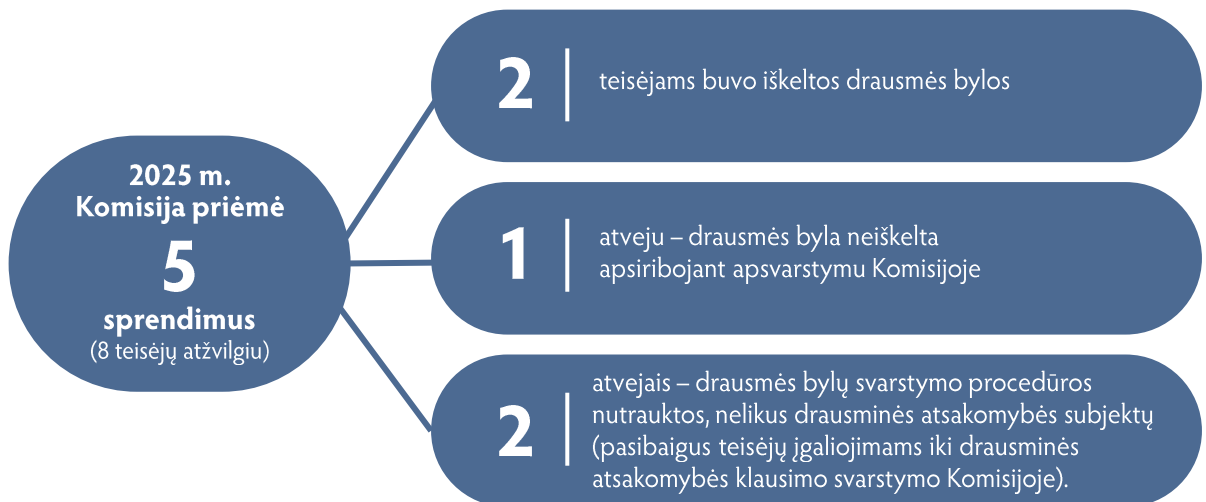 2025 m.
Komisija priėmė
5
sprendimus
(8 teisėjų atžvilgiu)
2
teisėjams buvo iškeltos drausmės bylos
1
atveju – drausmės byla neiškelta
apsiribojant apsvarstymu Komisijoje
2
atvejais – drausmės bylų svarstymo procedūros
nutrauktos, nelikus drausminės atsakomybės subjektų
(pasibaigus teisėjų įgaliojimams iki drausminės
atsakomybės klausimo svarstymo Komisijoje).